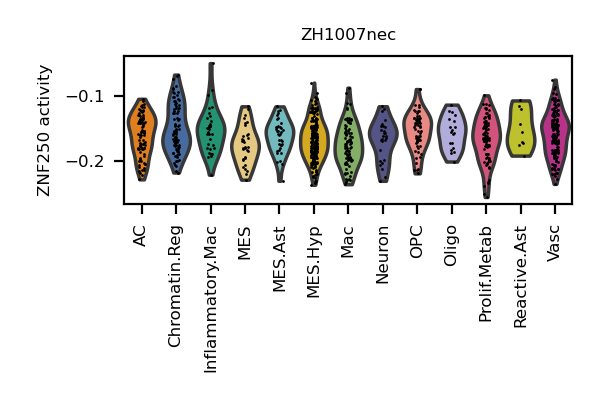 ZH1007nec
ZNF250 activity
−0.1
−0.2
AC
Chromatin.Reg
Inflammatory.Mac
MES
MES.Ast
MES.Hyp
Mac
Neuron
OPC
Oligo
Prolif.Metab
Reactive.Ast
Vasc